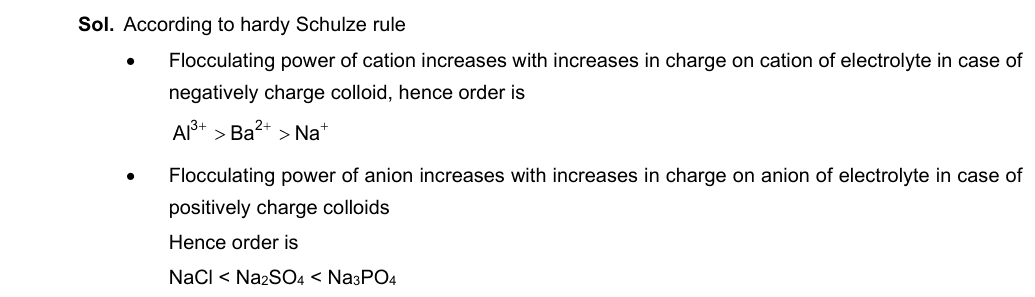 Sol. According to hardy Schulze rule
• Flocculating power of cation increases with increases in charge on cation of electrolyte in case of
negatively charge colloid, hence order is
Al³⁺ > Ba²⁺ > Na⁺
• Flocculating power of anion increases with increases in charge on anion of electrolyte in case of
positively charge colloids
Hence order is
NaCl < Na₂SO₄ < Na₃PO₄